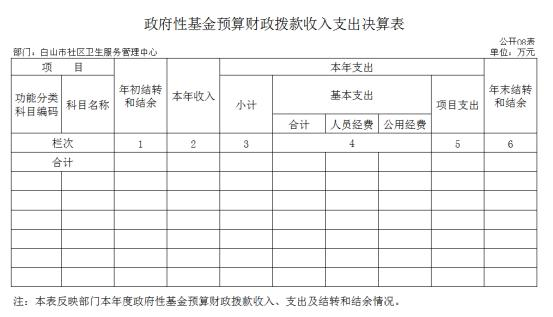 政府性基金预算财政拨款收入支出决算表
公开08表
部门：白山市社区卫生服务管理中心 单位：万元
项 目 年初结转和结余 本年收入 本年支出 年末结转和结余
功能分类科目编码 科目名称 小计 基本支出 项目支出
合计 人员经费 公用经费
栏次 1 2 3 4 5 6
合计
注：本表反映部门本年度政府性基金预算财政拨款收入、支出及结转和结余情况。